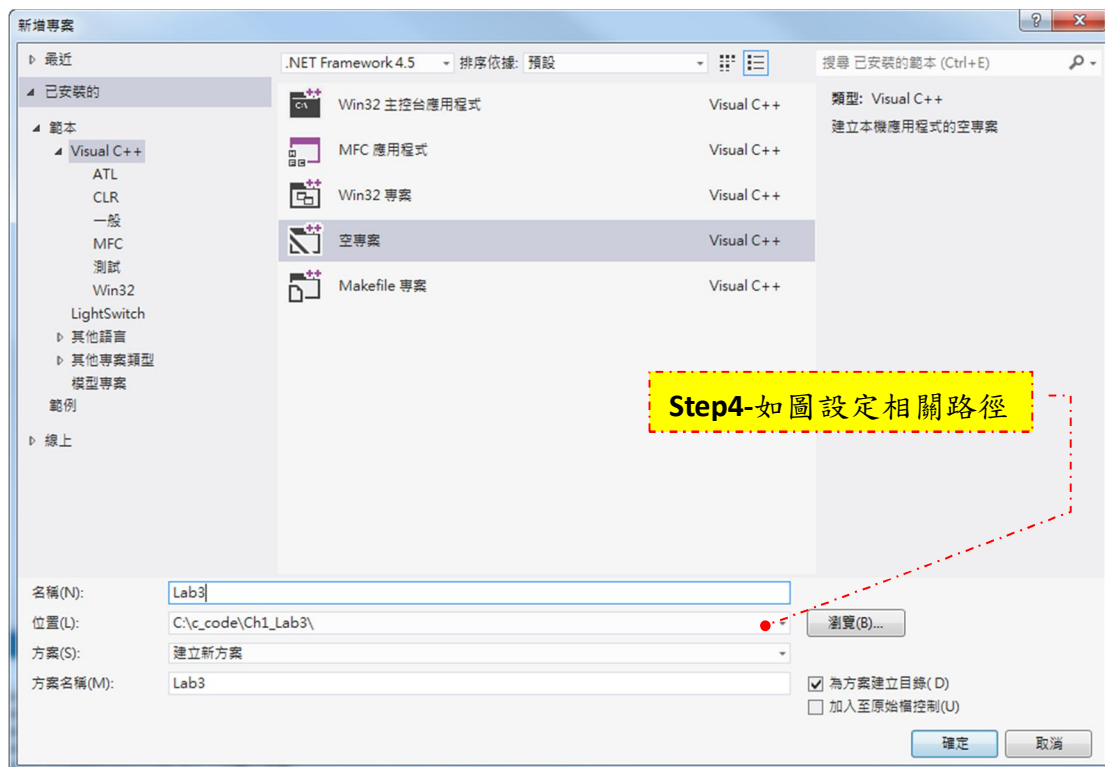 新增專案
最近
.NET Framework 4.5 排序依據: 預設
搜尋 已安裝的範本 (Ctrl+E)
已安裝的
範本
Visual C++
ATL
CLR
一般
MFC
測試
Win32
LightSwitch
其他語言
其他專案類型
模型專案
範例
線上
Win32 主控台應用程式 Visual C++
MFC 應用程式 Visual C++
Win32 專案 Visual C++
空專案 Visual C++
Makefile 專案 Visual C++
類型: Visual C++
建立本機應用程式的空專案
Step4-如圖設定相關路徑
名稱(N): Lab3
位置(L): C:\c_code\Ch1_Lab3\ 瀏覽(B)...
方案(S): 建立新方案
方案名稱(M): Lab3
為方案建立目錄( D)
加入至原始檔控制(U)
確定 取消